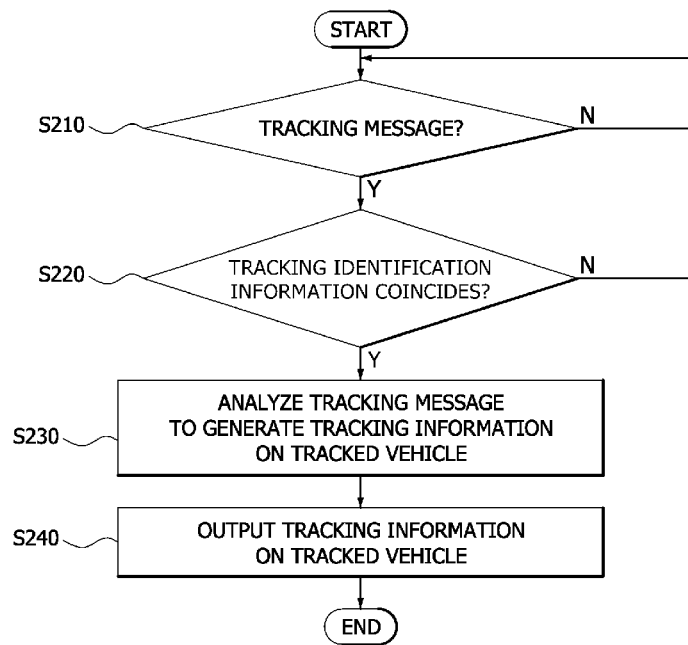 START
S210
TRACKING MESSAGE?
N
Y
S220
TRACKING IDENTIFICATION
INFORMATION COINCIDES?
N
Y
S230
ANALYZE TRACKING MESSAGE
TO GENERATE TRACKING INFORMATION
ON TRACKED VEHICLE
S240
OUTPUT TRACKING INFORMATION
ON TRACKED VEHICLE
END